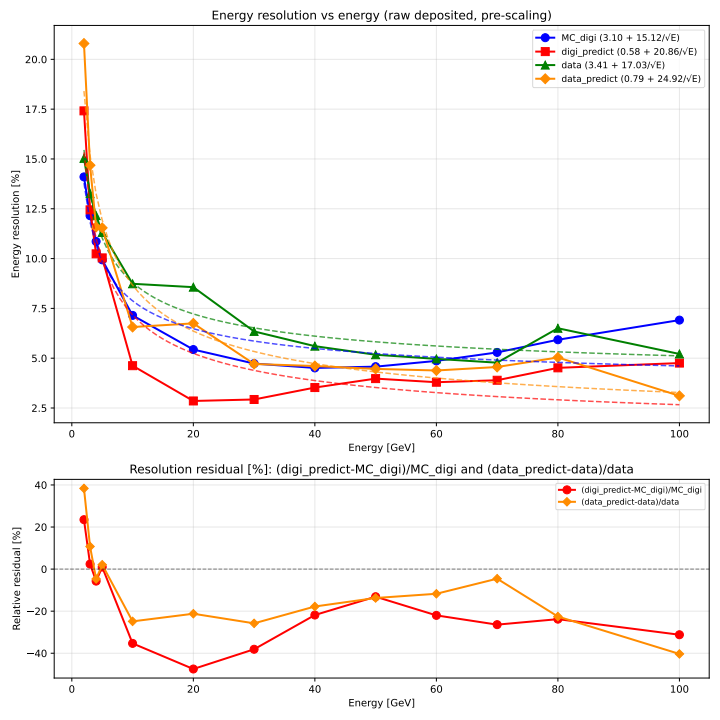 Energy resolution vs energy (raw deposited, pre-scaling)
MC_digi (3.10 + 15.12/√E)
digi_predict (0.58 + 20.86/√E)
data (3.41 + 17.03/√E)
data_predict (0.79 + 24.92/√E)
Energy resolution [%]
20.0
17.5
15.0
12.5
10.0
7.5
5.0
2.5
0 20 40 60 80 100
Energy [GeV]
Resolution residual [%]: (digi_predict-MC_digi)/MC_digi and (data_predict-data)/data
(digi_predict-MC_digi)/MC_digi
(data_predict-data)/data
Relative residual [%]
40
20
0
−20
−40
0 20 40 60 80 100
Energy [GeV]